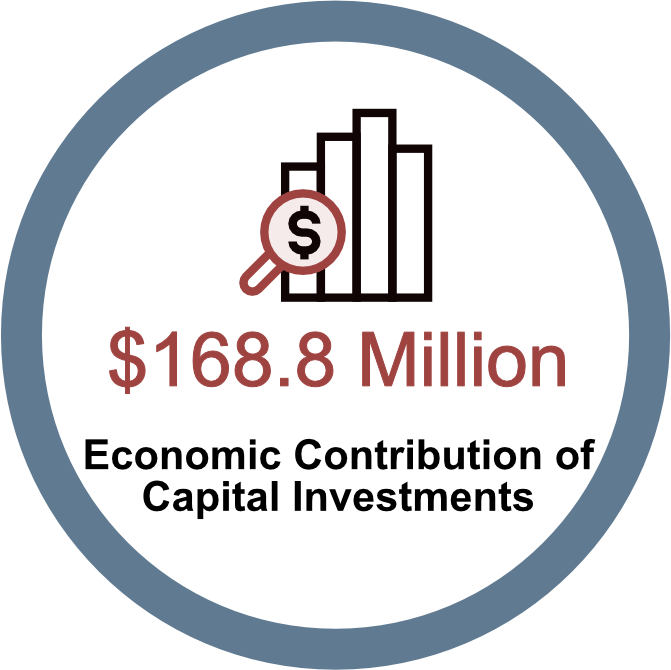 $
$168.8 Million
Economic Contribution of
Capital Investments